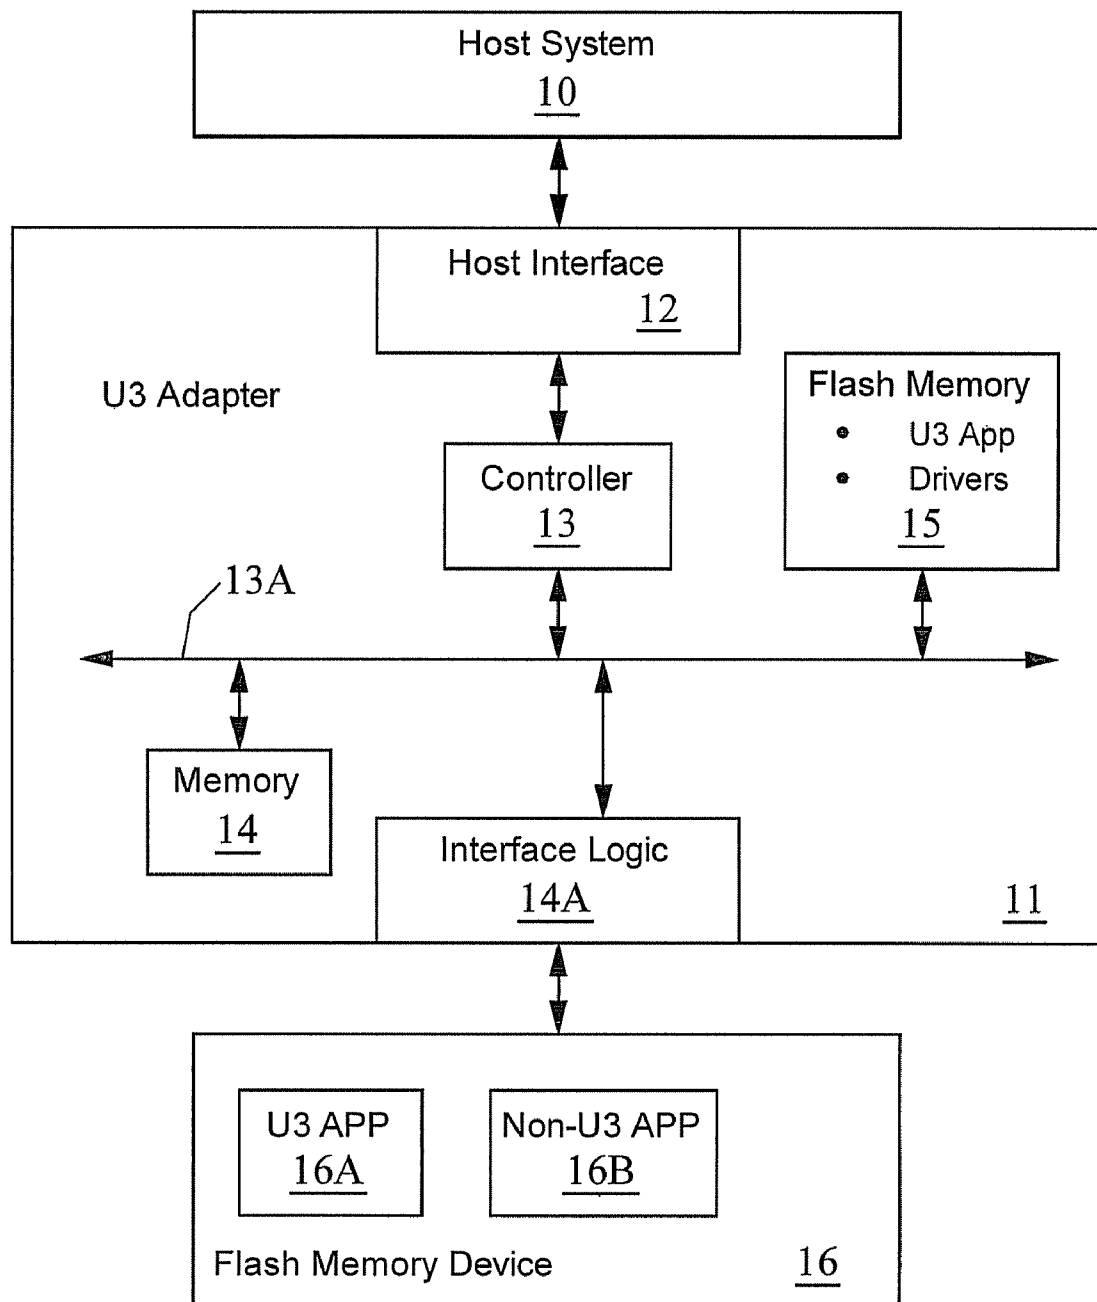 Host System
10
Host Interface
12
U3 Adapter
Flash Memory
• U3 App
• Drivers
15
Controller
13
13A
Memory
14
Interface Logic
14A
11
U3 APP
16A
Non-U3 APP
16B
Flash Memory Device
16